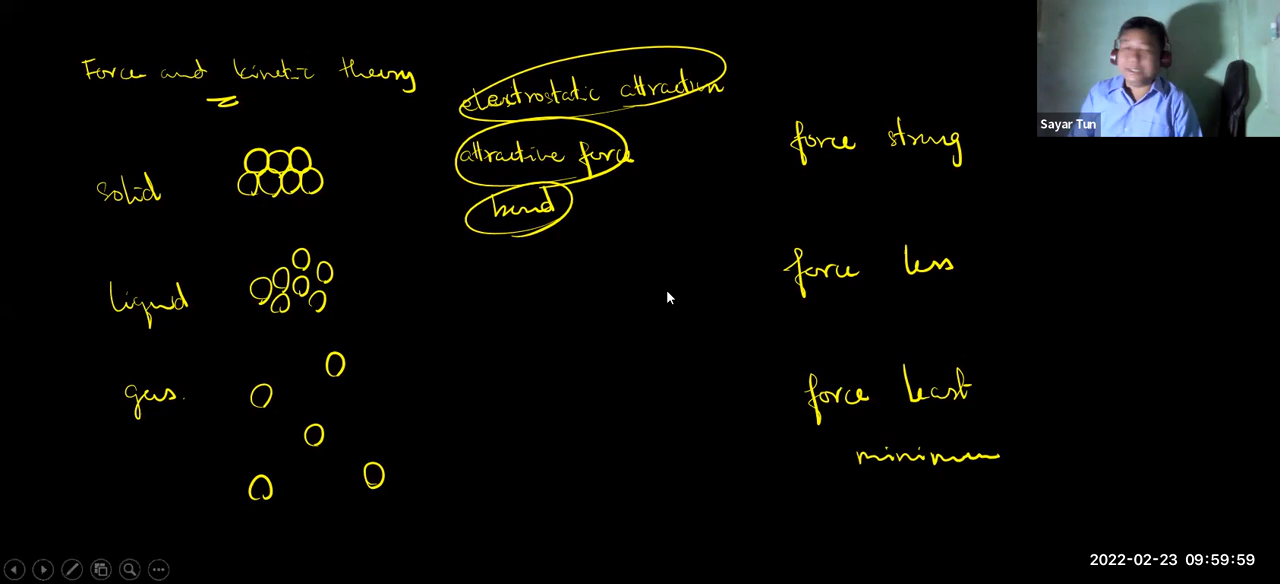 Force and kinetic theory
electrostatic attraction
attractive force
bond
solid
force strong
liquid
force less
gas.
force least
minimum
Sayar Tun
2022-02-23 09:59:59